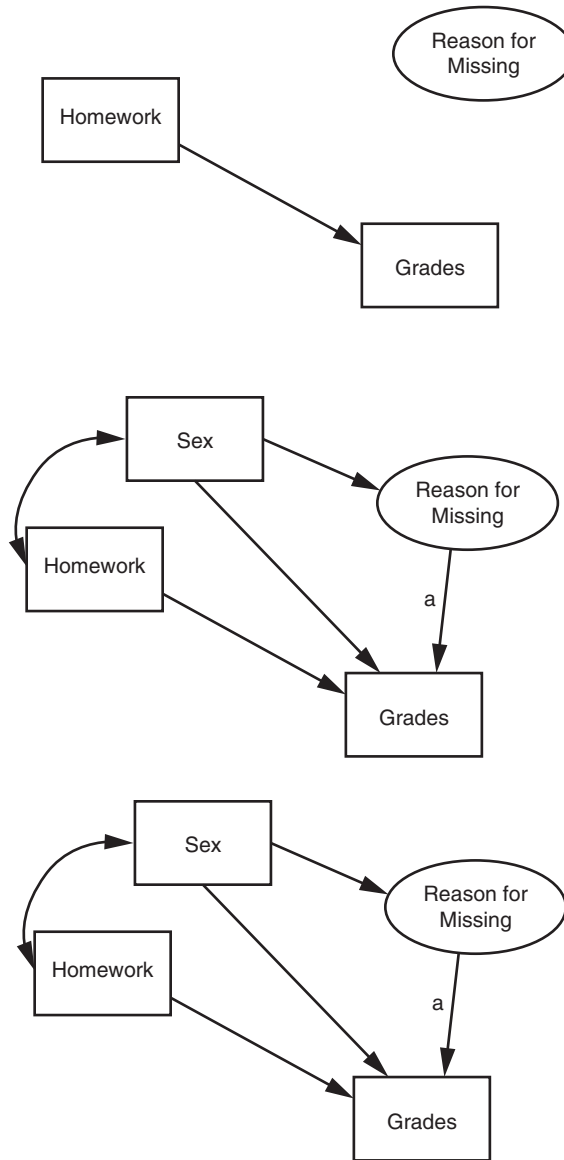 Reason for
Missing
Homework
Grades
Sex
Reason for
Missing
Homework
a
Grades
Sex
Reason for
Missing
Homework
a
Grades